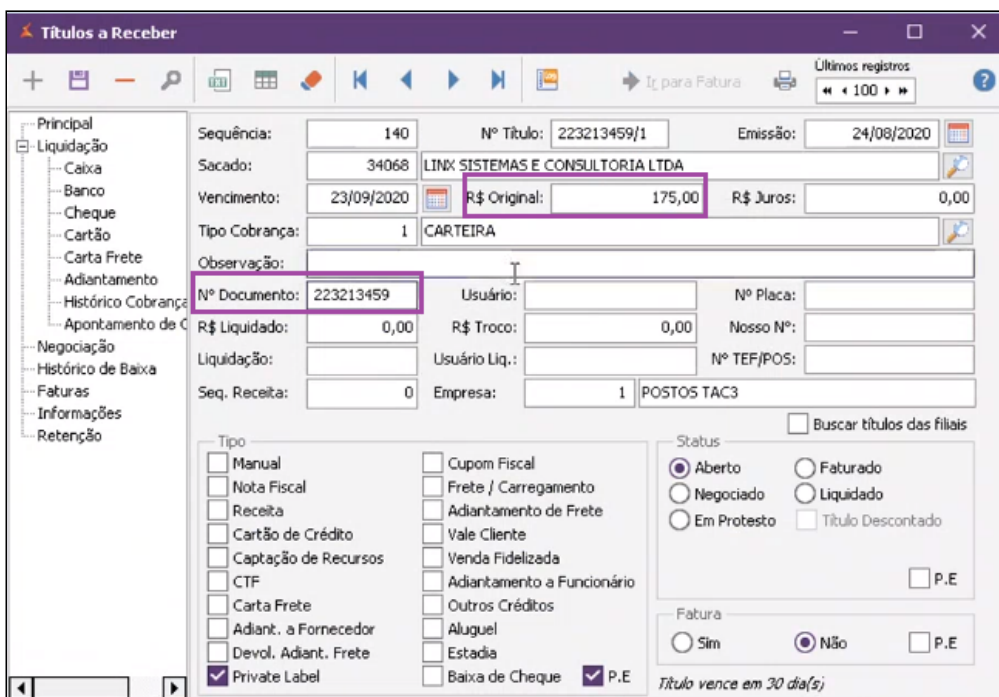 Títulos a Receber
Ir para Fatura
Últimos registros
100
Principal
Liquidação
Caixa
Banco
Cheque
Cartão
Carta Frete
Adiantamento
Histórico Cobrança
Apontamento de C
Negociação
Histórico de Baixa
Faturas
Informações
Retenção
Sequência: 140 Nº Título: 223213459/1 Emissão: 24/08/2020
Sacado: 34068 LINX SISTEMAS E CONSULTORIA LTDA
Vencimento: 23/09/2020 R$ Original: 175,00 R$ Juros: 0,00
Tipo Cobrança: 1 CARTEIRA
Observação:
Nº Documento: 223213459 Usuário: Nº Placa:
R$ Liquidado: 0,00 R$ Troco: 0,00 Nosso Nº:
Liquidação: Usuário Liq.: Nº TEF/POS:
Seq. Receita: 0 Empresa: 1 POSTOS TAC3
Buscar títulos das filiais
Tipo
Manual
Nota Fiscal
Receita
Cartão de Crédito
Captação de Recursos
CTF
Carta Frete
Adiant. a Fornecedor
Devol. Adiant. Frete
Private Label
Cupom Fiscal
Frete / Carregamento
Adiantamento de Frete
Vale Cliente
Venda Fidelizada
Adiantamento a Funcionário
Outros Créditos
Aluguel
Estadia
Baixa de Cheque P.E
Status
Aberto Faturado
Negociado Liquidado
Em Protesto Título Descontado
P.E
Fatura
Sim Não P.E
Título vence em 30 dia(s)